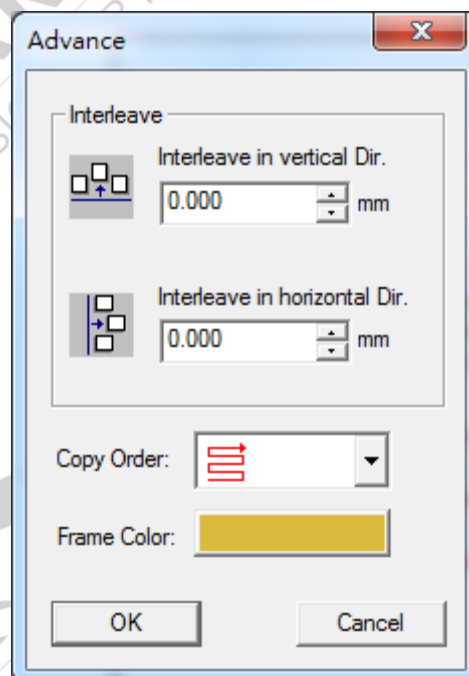 Advance
Interleave
Interleave in vertical Dir.
0.000 mm
Interleave in horizontal Dir.
0.000 mm
Copy Order:
Frame Color:
OK Cancel